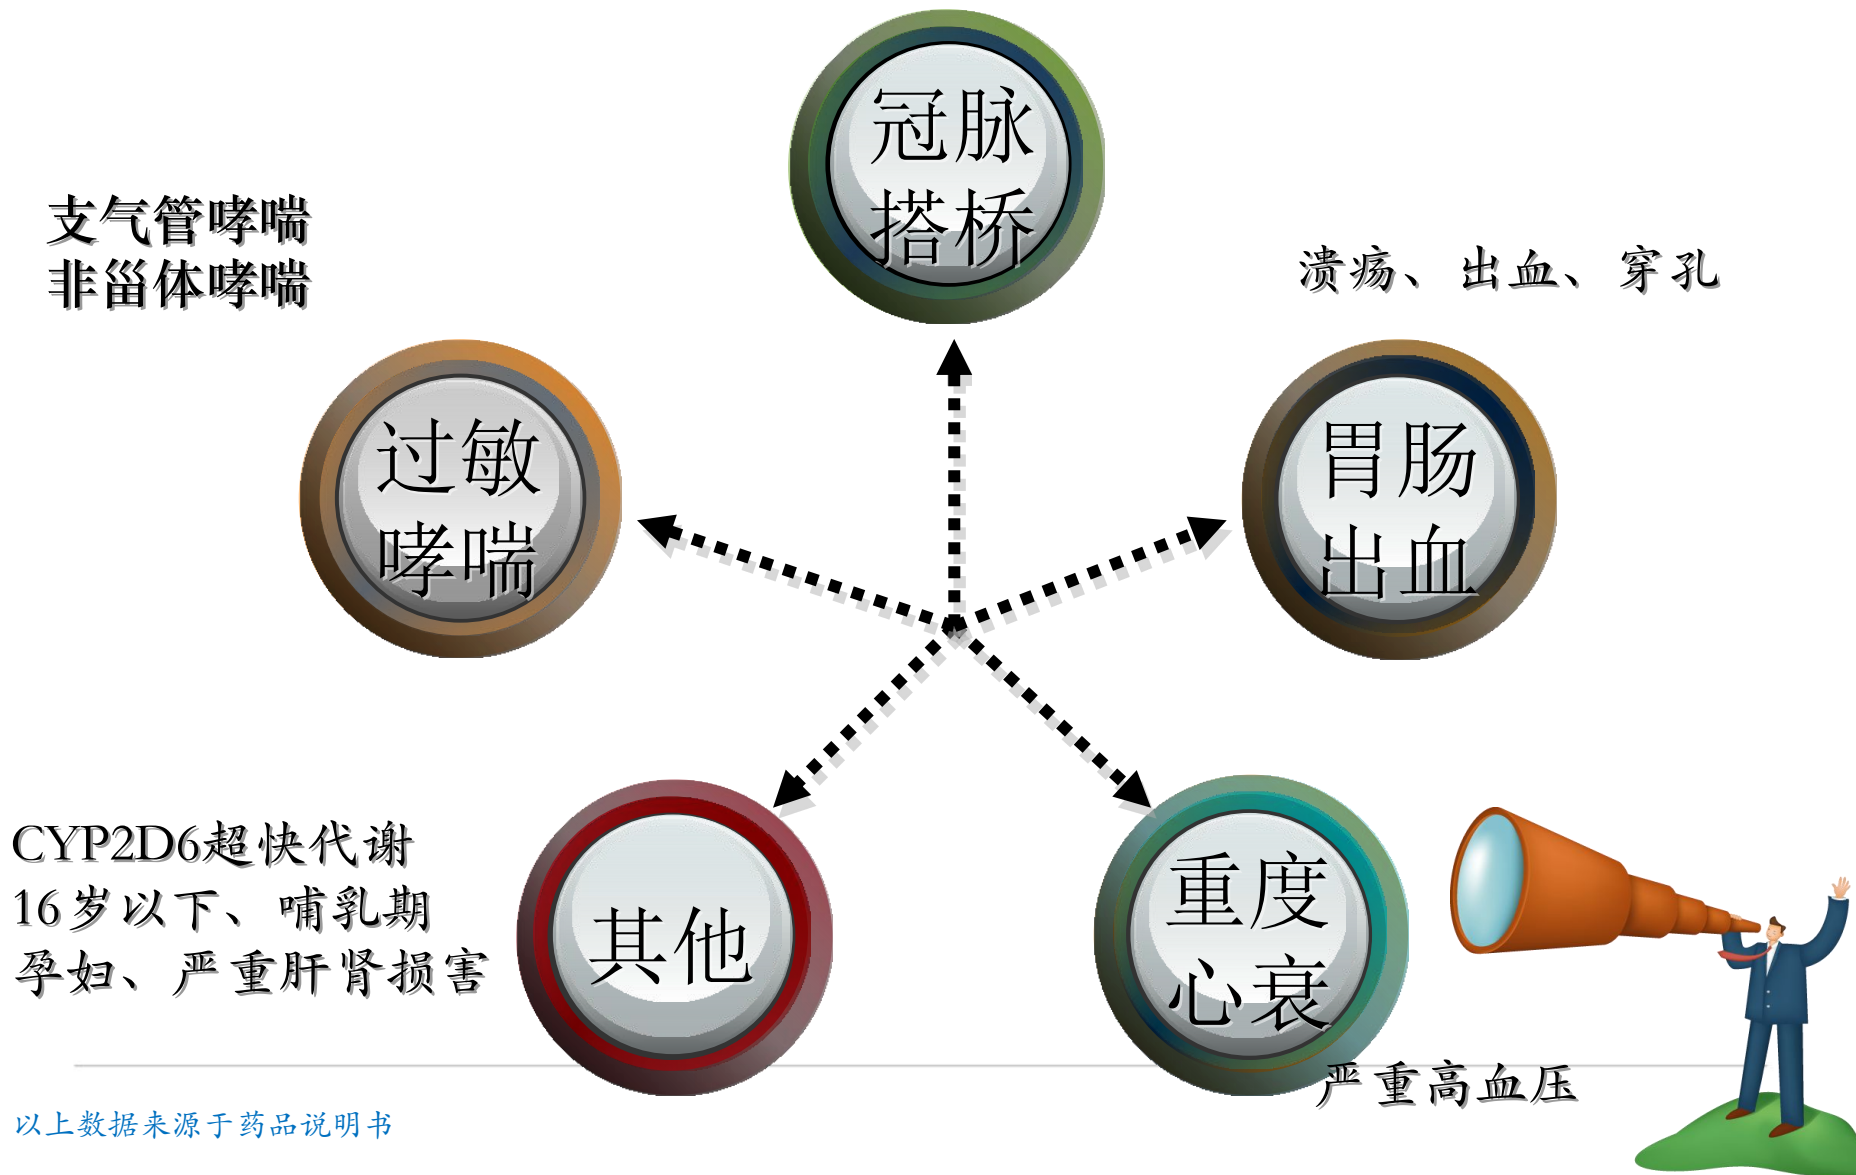 冠脉
搭桥
支气管哮喘
非甾体哮喘
溃疡、出血、穿孔
过敏
哮喘
胃肠
出血
CYP2D6超快代谢
16岁以下、哺乳期
孕妇、严重肝肾损害
其他
重度
心衰
严重高血压
以上数据来源于药品说明书